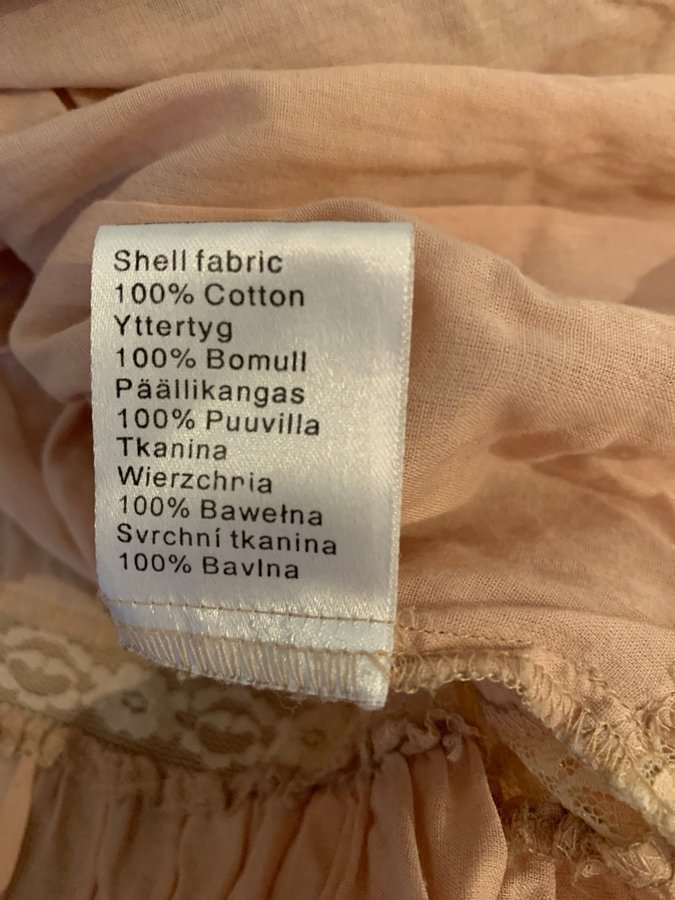 Shell fabric
100% Cotton
Yttertyg
100% Bomull
Päällikangas
100% Puuvilla
Tkanina
Wierzchnia
100% Bawełna
Svrchní tkanina
100% Bavlna